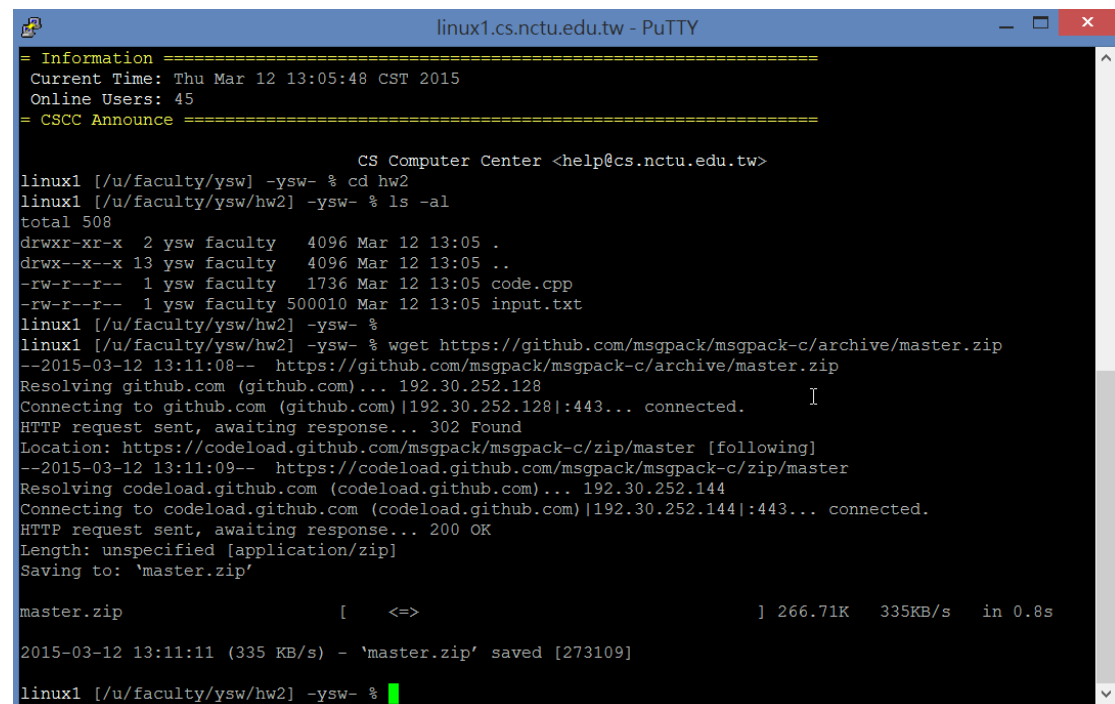 linux1.cs.nctu.edu.tw - PuTTY
= Information ================================================================
Current Time: Thu Mar 12 13:05:48 CST 2015
Online Users: 45
= CSCC Announce ==============================================================
CS Computer Center <help@cs.nctu.edu.tw>
linux1 [/u/faculty/ysw] -ysw- % cd hw2
linux1 [/u/faculty/ysw/hw2] -ysw- % ls -al
total 508
drwxr-xr-x  2 ysw faculty   4096 Mar 12 13:05 .
drwx--x--x 13 ysw faculty   4096 Mar 12 13:05 ..
-rw-r--r--  1 ysw faculty   1736 Mar 12 13:05 code.cpp
-rw-r--r--  1 ysw faculty 500010 Mar 12 13:05 input.txt
linux1 [/u/faculty/ysw/hw2] -ysw- %
linux1 [/u/faculty/ysw/hw2] -ysw- % wget https://github.com/msgpack/msgpack-c/archive/master.zip
--2015-03-12 13:11:08--  https://github.com/msgpack/msgpack-c/archive/master.zip
Resolving github.com (github.com)... 192.30.252.128
Connecting to github.com (github.com)|192.30.252.128|:443... connected.
HTTP request sent, awaiting response... 302 Found
Location: https://codeload.github.com/msgpack/msgpack-c/zip/master [following]
--2015-03-12 13:11:09--  https://codeload.github.com/msgpack/msgpack-c/zip/master
Resolving codeload.github.com (codeload.github.com)... 192.30.252.144
Connecting to codeload.github.com (codeload.github.com)|192.30.252.144|:443... connected.
HTTP request sent, awaiting response... 200 OK
Length: unspecified [application/zip]
Saving to: ‘master.zip’
master.zip                     [    <=>                                 ] 266.71K   335KB/s   in 0.8s
2015-03-12 13:11:11 (335 KB/s) - ‘master.zip’ saved [273109]
linux1 [/u/faculty/ysw/hw2] -ysw- %